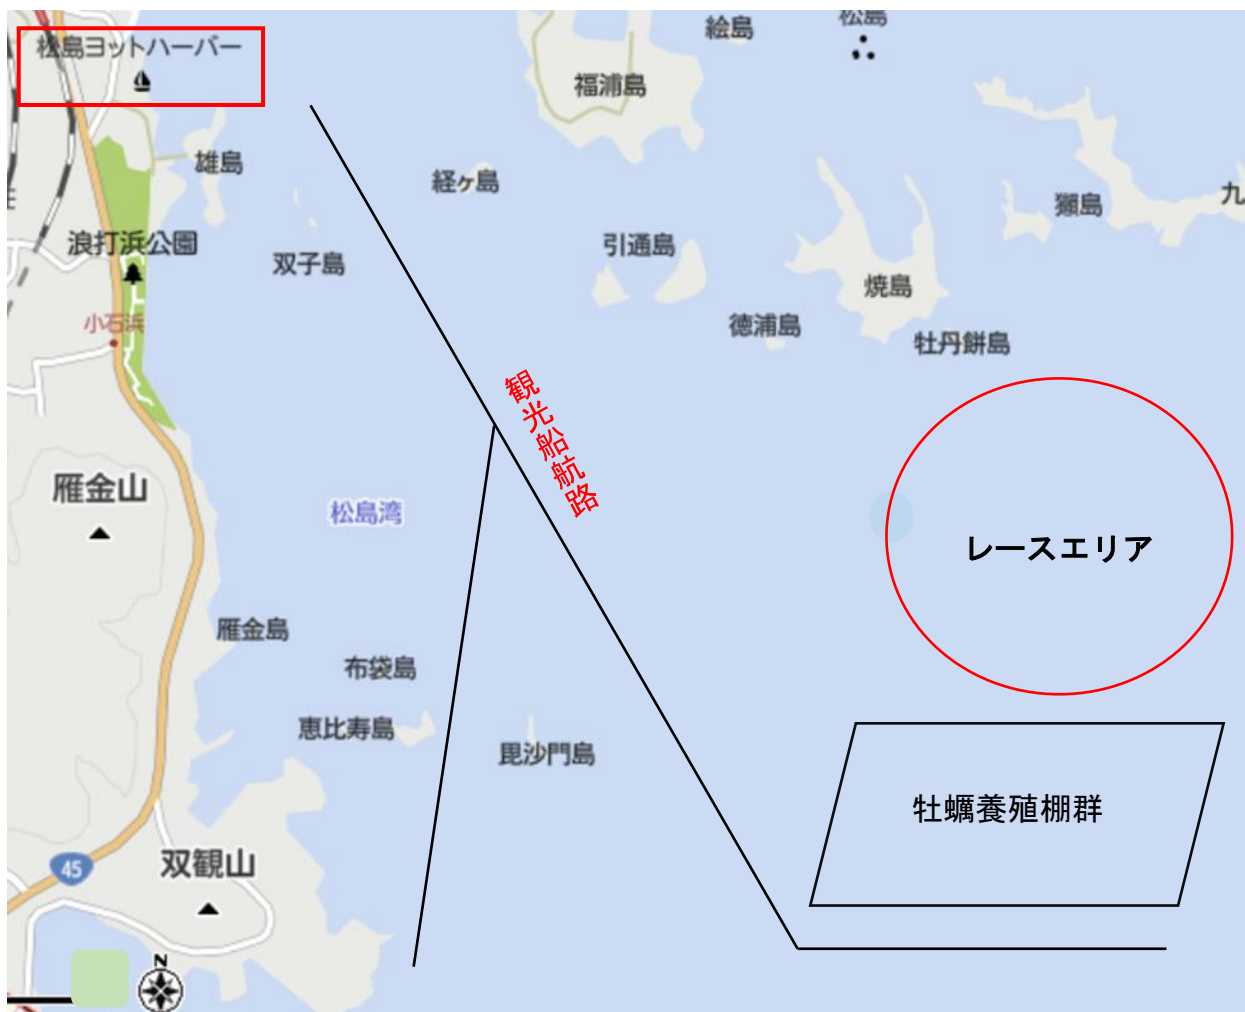 絵島
松島
松島ヨットハーバー
福浦島
雄島
経ヶ島
獺島
九
浪打浜公園
双子島
引通島
焼島
小石浜
徳浦島
牡丹餅島
観光船航路
雁金山
松島湾
レースエリア
雁金島
布袋島
恵比寿島
毘沙門島
牡蠣養殖棚群
45
双観山
N